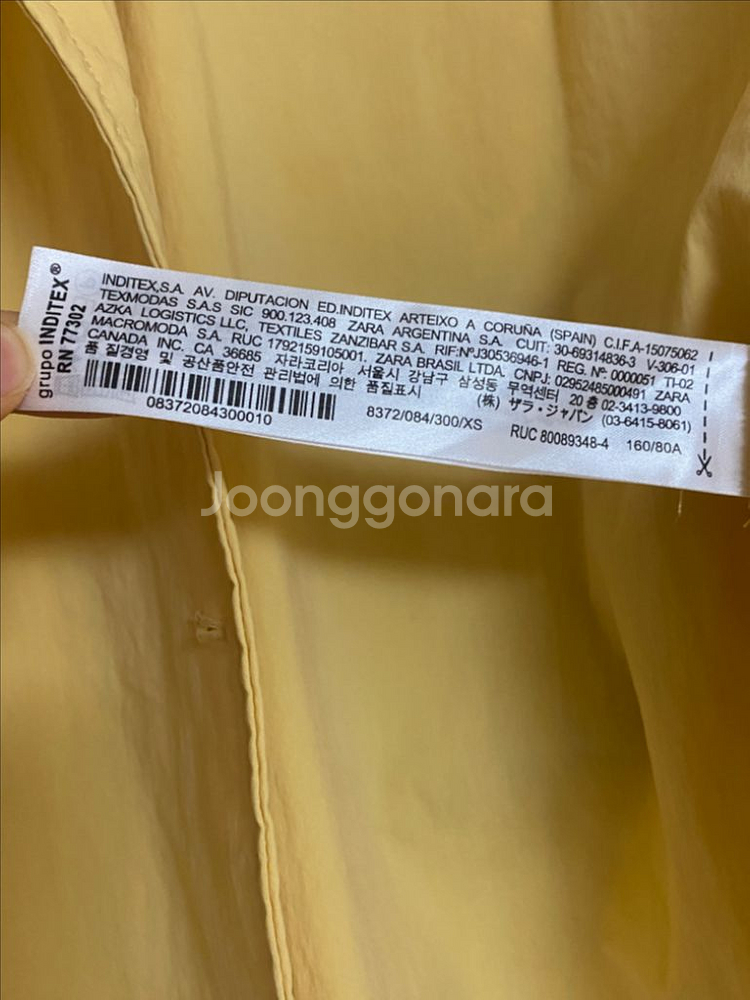 grupo INDITEX®
RN 77302
INDITEX,S.A. AV. DIPUTACION ED.INDITEX ARTEIXO A CORUÑA (SPAIN) C.I.F.A-15075062
TEXMODAS S.A.S SIC 900.123.408 ZARA ARGENTINA S.A. CUIT: 30-69314836-3 V-306-01
AZKA LOGISTICS LLC, TEXTILES ZANZIBAR S.A. RIF:NºJ30536946-1 REG. Nº. 0000051 TI-02
MACROMODA S.A. RUC 1792159105001. ZARA BRASIL LTDA. CNPJ: 02952485000491 ZARA
CANADA INC. CA 36685 자라코리아 서울시 강남구 삼성동 무역센터 20 층 02-3413-9800
품 질경영 및 공산품안전 관리법에 의한 품질표시 (株) ザラ・ジャパン (03-6415-8061)
08372084300010
8372/084/300/XS
RUC 80089348-4
160/80A
Joonggonara